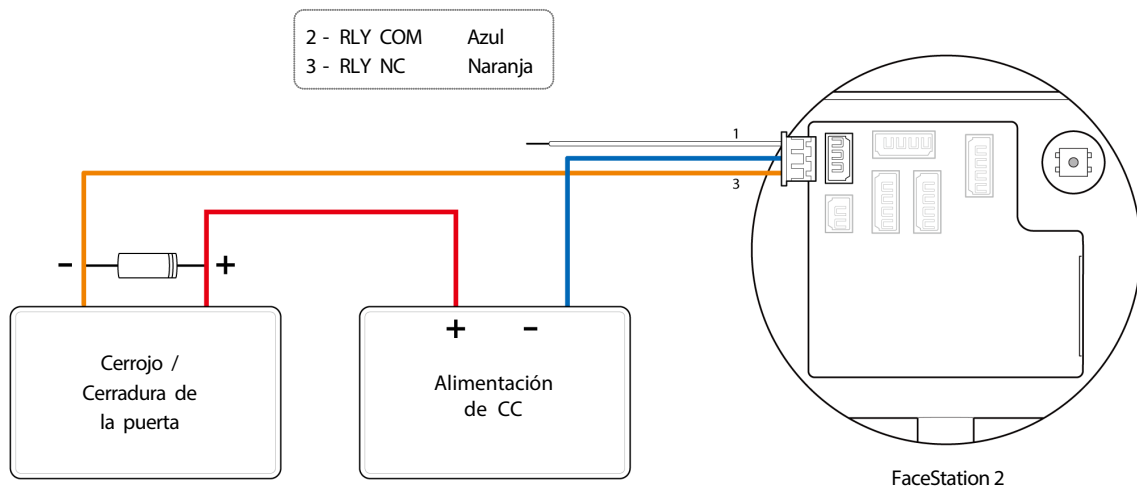 2 - RLY COM Azul
3 - RLY NC Naranja
1
3
- +
+ -
Cerrojo /
Cerradura de
la puerta
Alimentación
de CC
FaceStation 2